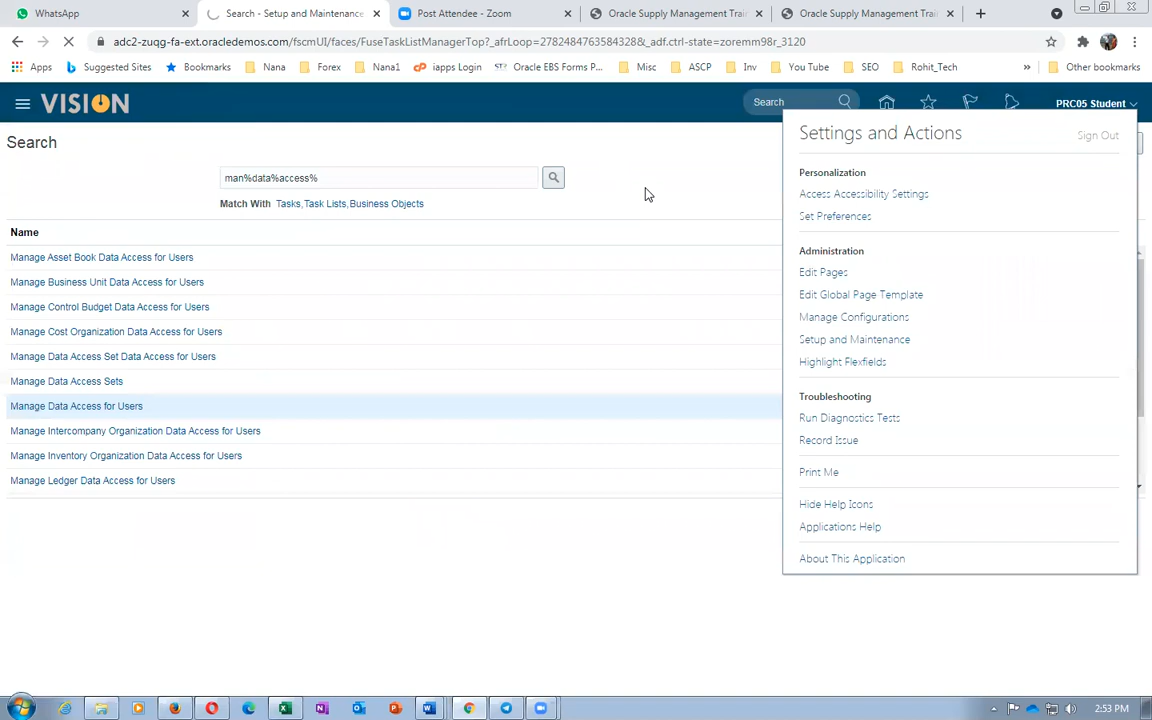 WhatsApp
Search - Setup and Maintenance
Post Attendee - Zoom
Oracle Supply Management Trai
Oracle Supply Management Trai
adc2-zuqg-fa-ext.oracledemos.com/fscmUI/faces/FuseTaskListManagerTop?_afrLoop=2782484763584328&_adf.ctrl-state=zoremm98r_3120
Apps
Suggested Sites
Bookmarks
Nana
Forex
Nana1
iapps Login
Oracle EBS Forms P...
Misc
ASCP
Inv
You Tube
SEO
Rohit_Tech
»
Other bookmarks
VISION
Search
PRC05 Student
Search
man%data%access%
Match With Tasks, Task Lists, Business Objects
Name
Manage Asset Book Data Access for Users
Manage Business Unit Data Access for Users
Manage Control Budget Data Access for Users
Manage Cost Organization Data Access for Users
Manage Data Access Set Data Access for Users
Manage Data Access Sets
Manage Data Access for Users
Manage Intercompany Organization Data Access for Users
Manage Inventory Organization Data Access for Users
Manage Ledger Data Access for Users
Settings and Actions
Sign Out
Personalization
Access Accessibility Settings
Set Preferences
Administration
Edit Pages
Edit Global Page Template
Manage Configurations
Setup and Maintenance
Highlight Flexfields
Troubleshooting
Run Diagnostics Tests
Record Issue
Print Me
Hide Help Icons
Applications Help
About This Application
2:53 PM